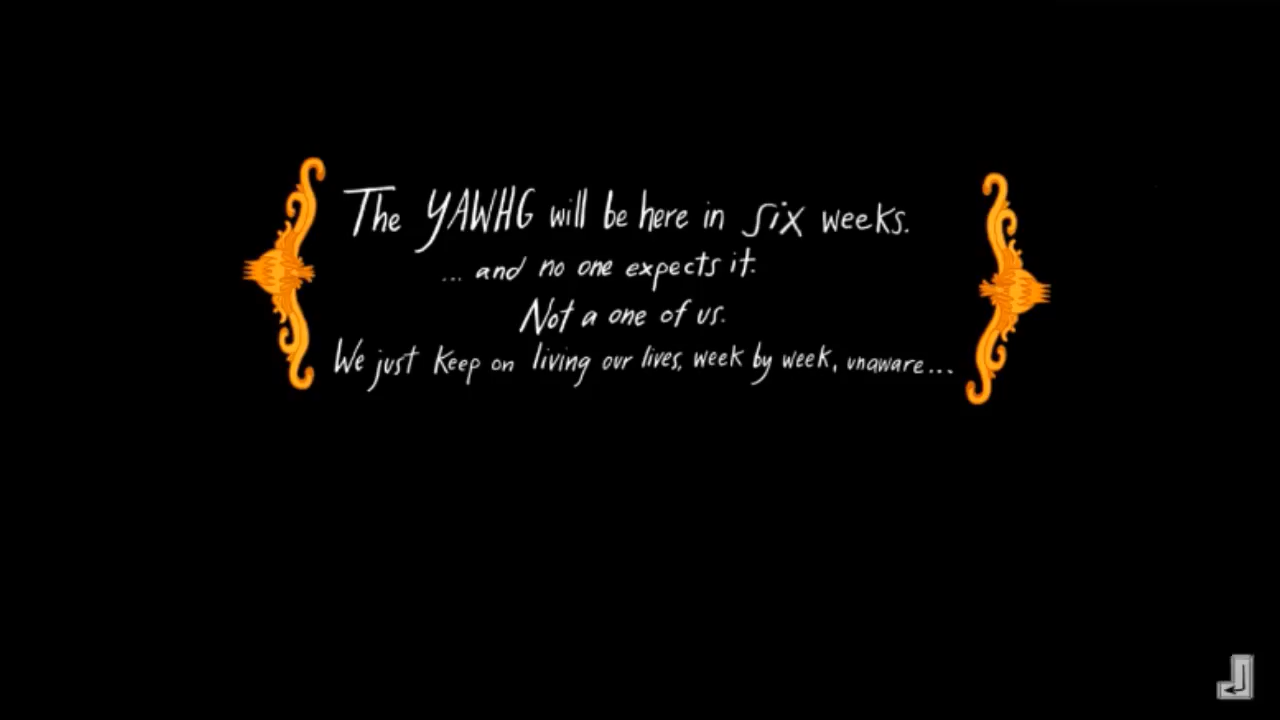 The YAWHG will be here in six weeks.
... and no one expects it.
Not a one of us.
We just keep on living our lives, week by week, unaware...